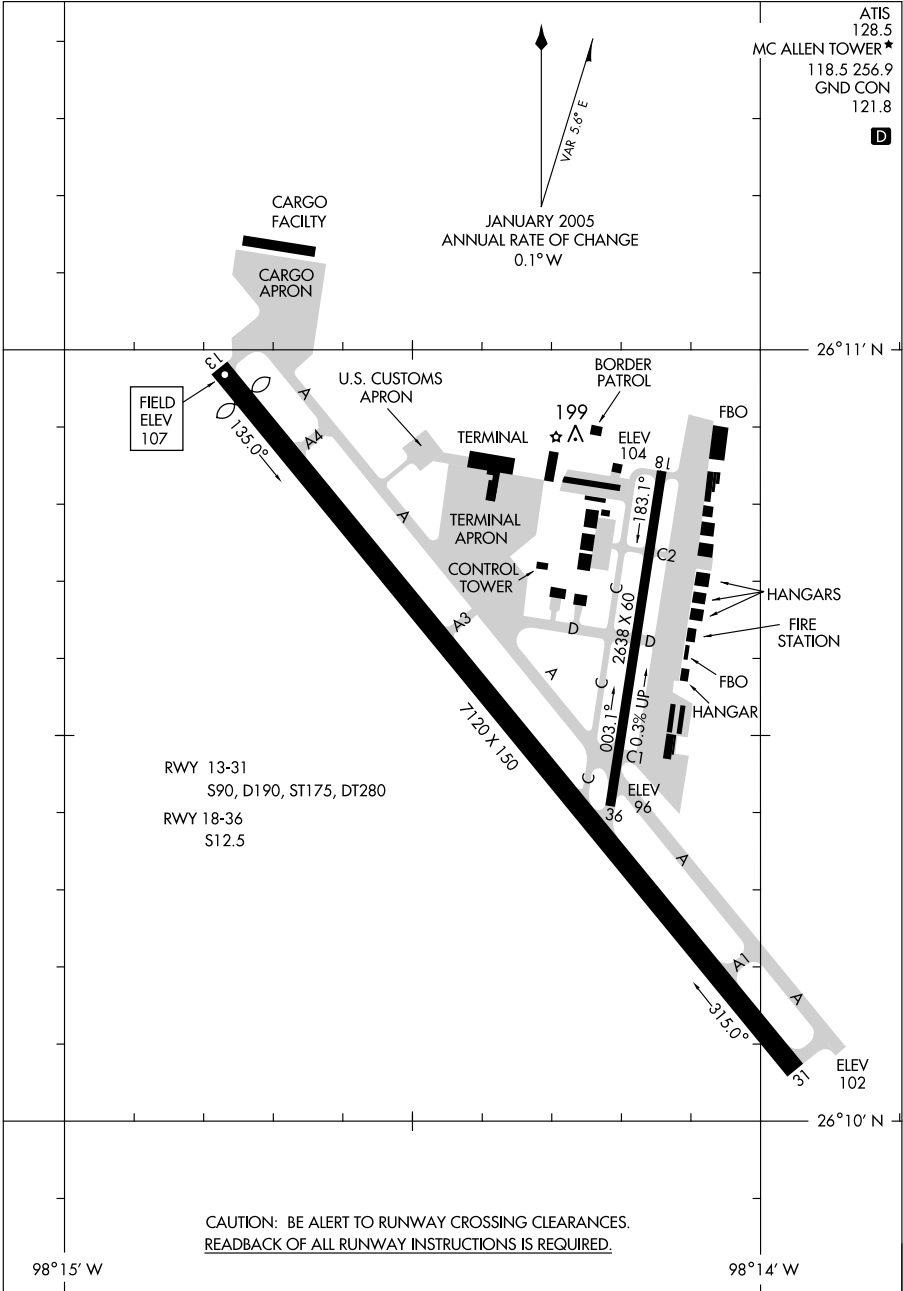 ATIS
128.5
MC ALLEN TOWER★
118.5 256.9
GND CON
121.8
D
VAR 5.6° E
JANUARY 2005
ANNUAL RATE OF CHANGE
0.1° W
CARGO
FACILTY
CARGO
APRON
26°11' N
13
FIELD
ELEV
107
135.0°
A
A4
U.S. CUSTOMS
APRON
A
TERMINAL
TERMINAL
APRON
CONTROL
TOWER
199
BORDER
PATROL
ELEV
104
18
183.1°
FBO
C2
C
HANGARS
FIRE
STATION
2638 X 60
D
D
A3
A
C
FBO
HANGAR
003.1°
0.3% UP
C1
7120 X 150
C
ELEV
96
36
RWY 13-31
S90, D190, ST175, DT280
RWY 18-36
S12.5
A
A1
A
315.0°
31
ELEV
102
26°10' N
CAUTION: BE ALERT TO RUNWAY CROSSING CLEARANCES.
READBACK OF ALL RUNWAY INSTRUCTIONS IS REQUIRED.
98°15' W
98°14' W